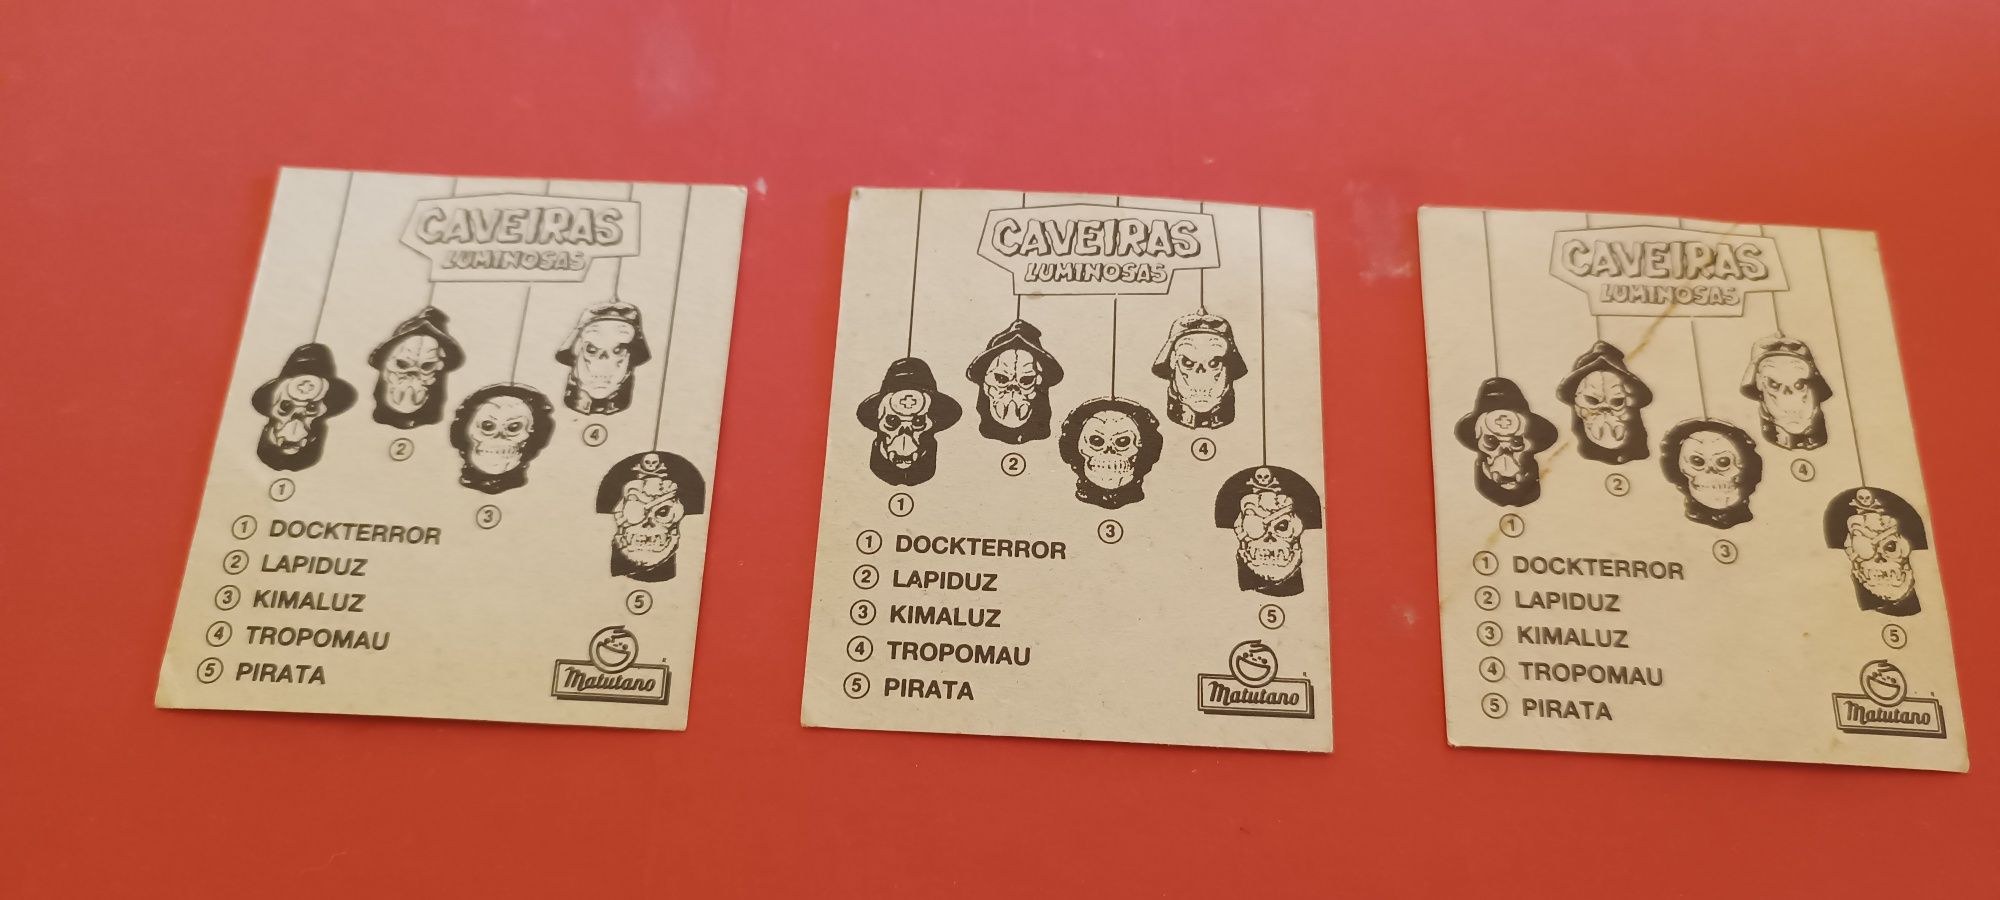 CAVEIRAS
LUMINOSAS
1
2
3
4
5
1 DOCKTERROR
2 LAPIDUZ
3 KIMALUZ
4 TROPOMAU
5 PIRATA
Matutano
CAVEIRAS
LUMINOSAS
1
2
3
4
5
1 DOCKTERROR
2 LAPIDUZ
3 KIMALUZ
4 TROPOMAU
5 PIRATA
Matutano
CAVEIRAS
LUMINOSAS
1
2
3
4
5
1 DOCKTERROR
2 LAPIDUZ
3 KIMALUZ
4 TROPOMAU
5 PIRATA
Matutano